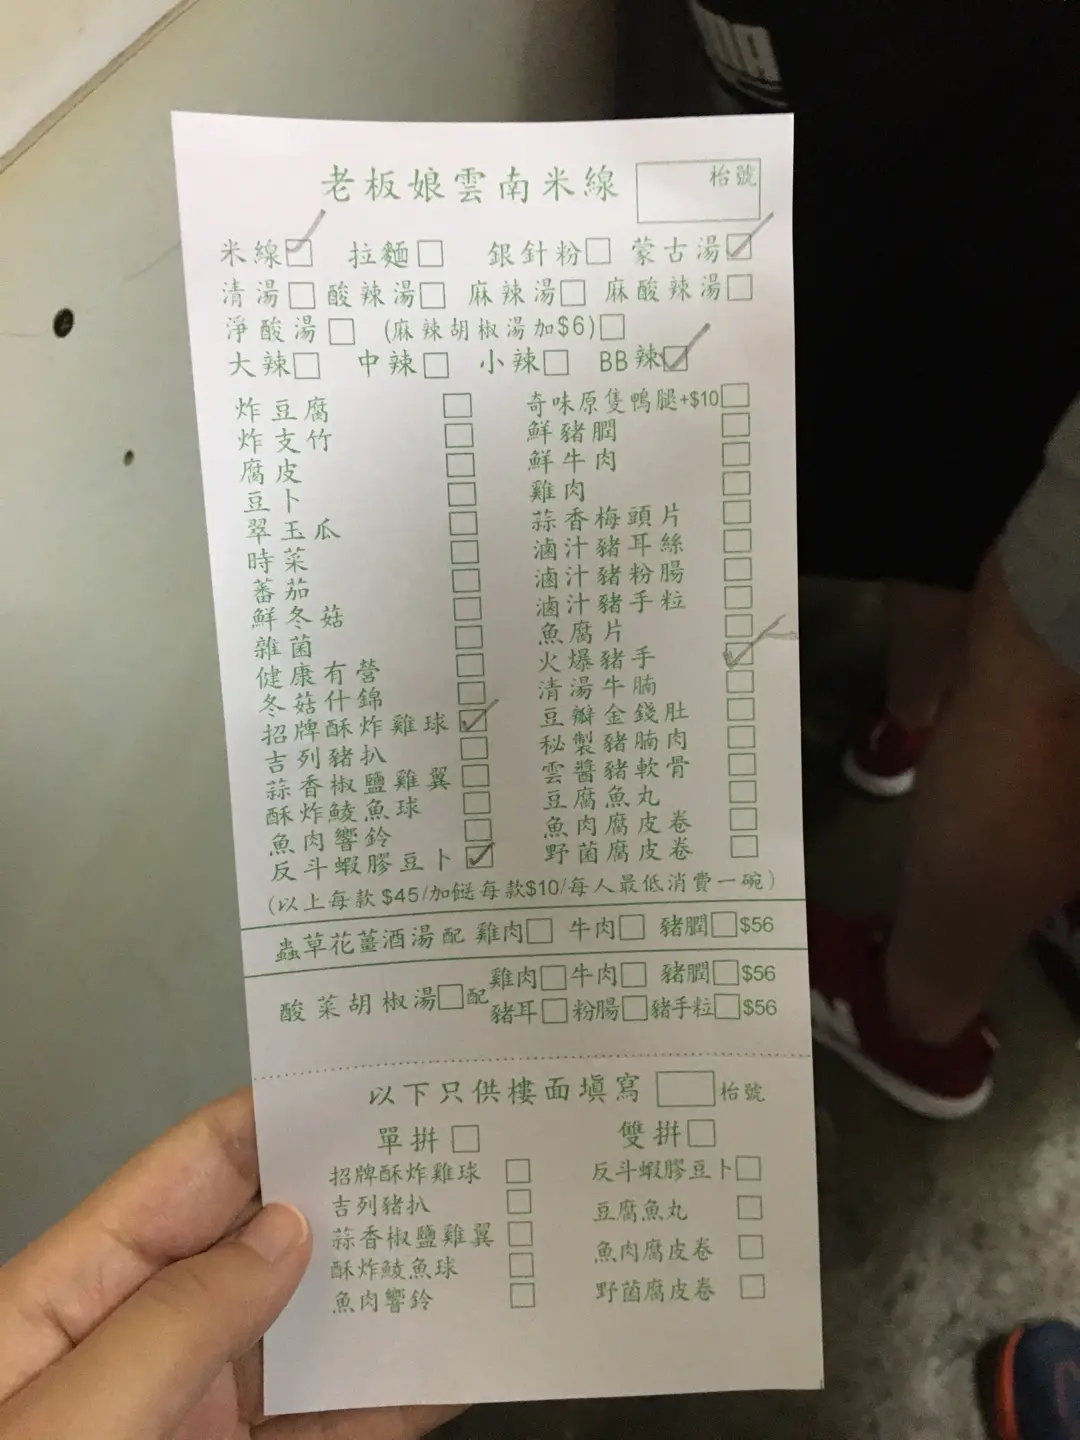 老板娘雲南米線 枱號
米線□ 拉麵□ 銀針粉□ 蒙古湯□
清湯□ 酸辣湯□ 麻辣湯□ 麻酸辣湯□
淨酸湯□ (麻辣胡椒湯加$6)□
大辣□ 中辣□ 小辣□ BB辣□
炸豆腐□ 奇味原隻鴨腿+$10□
炸支竹□ 鮮豬膶□
腐皮□ 鮮牛肉□
豆卜□ 雞肉□
翠玉瓜□ 蒜香梅頭片□
時菜□ 滷汁豬耳絲□
蕃茄□ 滷汁豬粉腸□
鮮冬菇□ 滷汁豬手粒□
雜菌□ 魚腐片□
健康有營□ 火爆豬手□
冬菇什錦□ 清湯牛腩□
招牌酥炸雞球□ 豆瓣金錢肚□
吉列豬扒□ 秘製豬腩肉□
蒜香椒鹽雞翼□ 雲醬豬軟骨□
酥炸鯪魚球□ 豆腐魚丸□
魚肉響鈴□ 魚肉腐皮卷□
反斗蝦膠豆卜□ 野菌腐皮卷□
(以上每款$45/加餸每款$10/每人最低消費一碗)
蟲草花薑酒湯配 雞肉□ 牛肉□ 豬膶□$56
酸菜胡椒湯□配 雞肉□牛肉□ 豬膶□$56
豬耳□粉腸□豬手粒□$56
以下只供樓面填寫 □枱號
單拼□ 雙拼□
招牌酥炸雞球□ 反斗蝦膠豆卜□
吉列豬扒□ 豆腐魚丸□
蒜香椒鹽雞翼□ 魚肉腐皮卷□
酥炸鯪魚球□ 野菌腐皮卷□
魚肉響鈴□